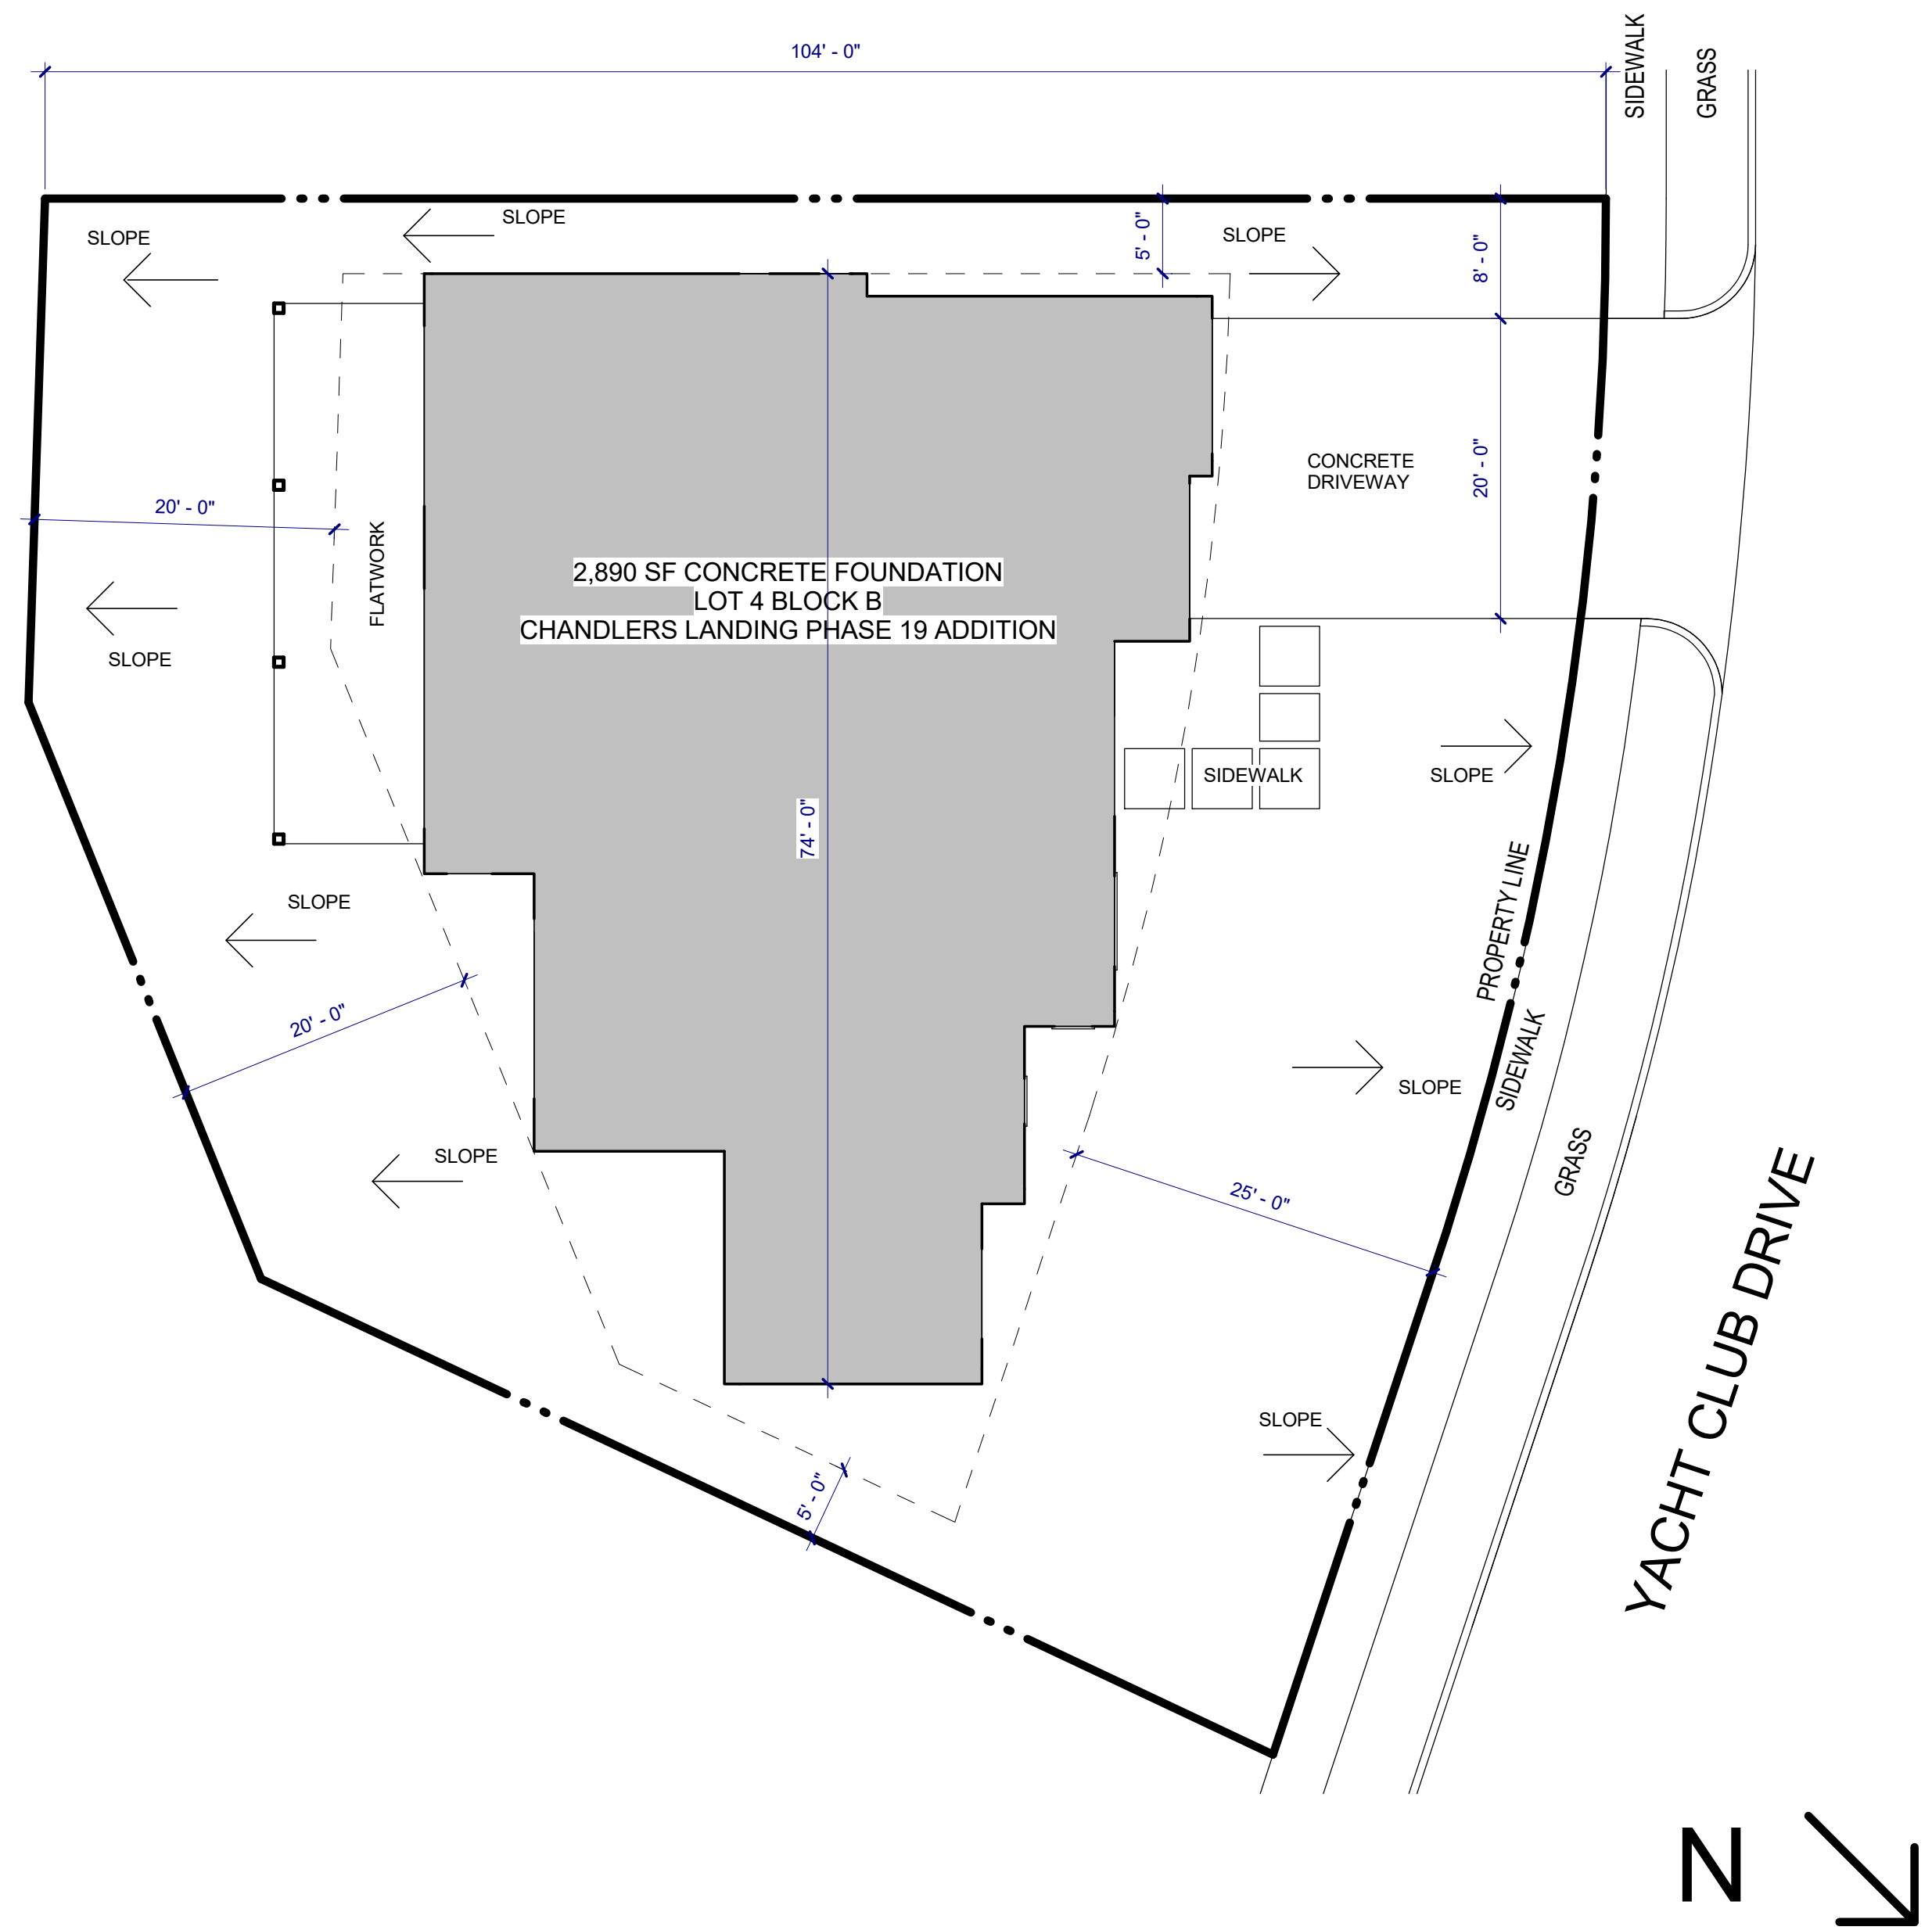 104' - 0"
SIDEWALK
GRASS
SLOPE
SLOPE
SLOPE
5' - 0"
8' - 0"
20' - 0"
20' - 0"
FLATWORK
CONCRETE
DRIVEWAY
2,890 SF CONCRETE FOUNDATION
LOT 4 BLOCK B
CHANDLERS LANDING PHASE 19 ADDITION
SLOPE
74' - 0"
SIDEWALK
SLOPE
PROPERTY LINE
SLOPE
20' - 0"
SIDEWALK
SLOPE
GRASS
SLOPE
25' - 0"
YACHT CLUB DRIVE
SLOPE
5' - 0"
N